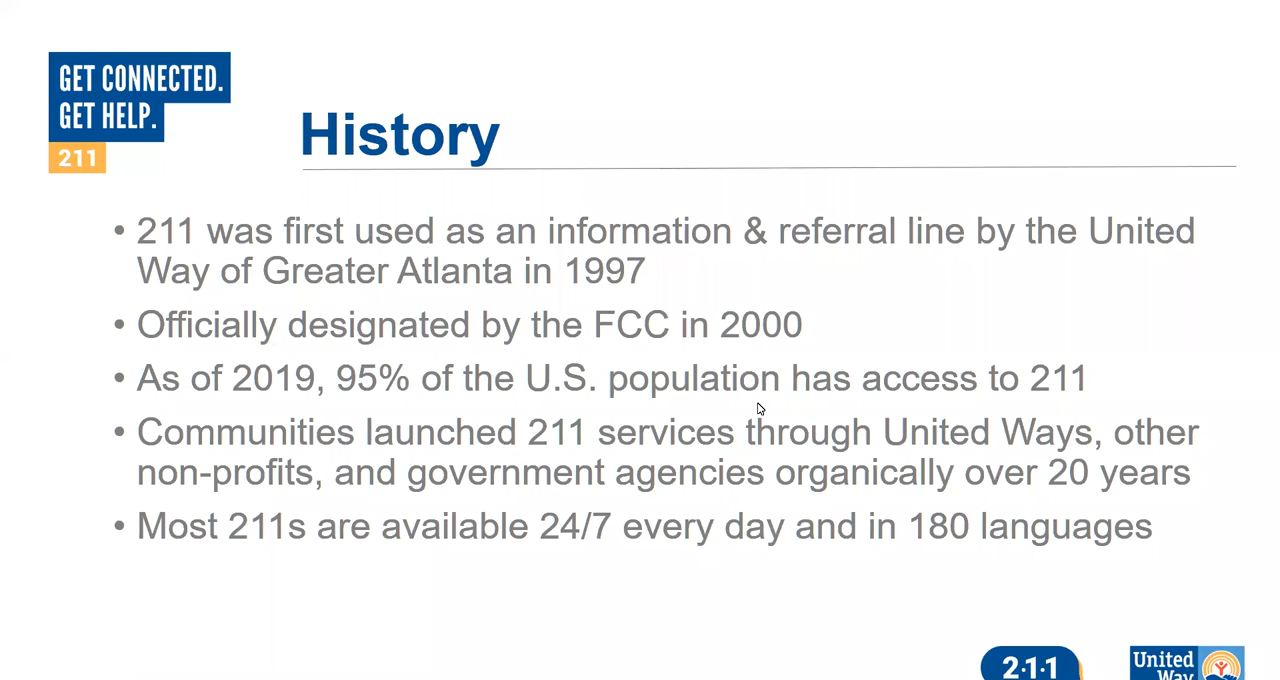 GET CONNECTED.
GET HELP.
211
History
• 211 was first used as an information & referral line by the United
Way of Greater Atlanta in 1997
• Officially designated by the FCC in 2000
• As of 2019, 95% of the U.S. population has access to 211
• Communities launched 211 services through United Ways, other
non-profits, and government agencies organically over 20 years
• Most 211s are available 24/7 every day and in 180 languages
2·1·1
United
Way